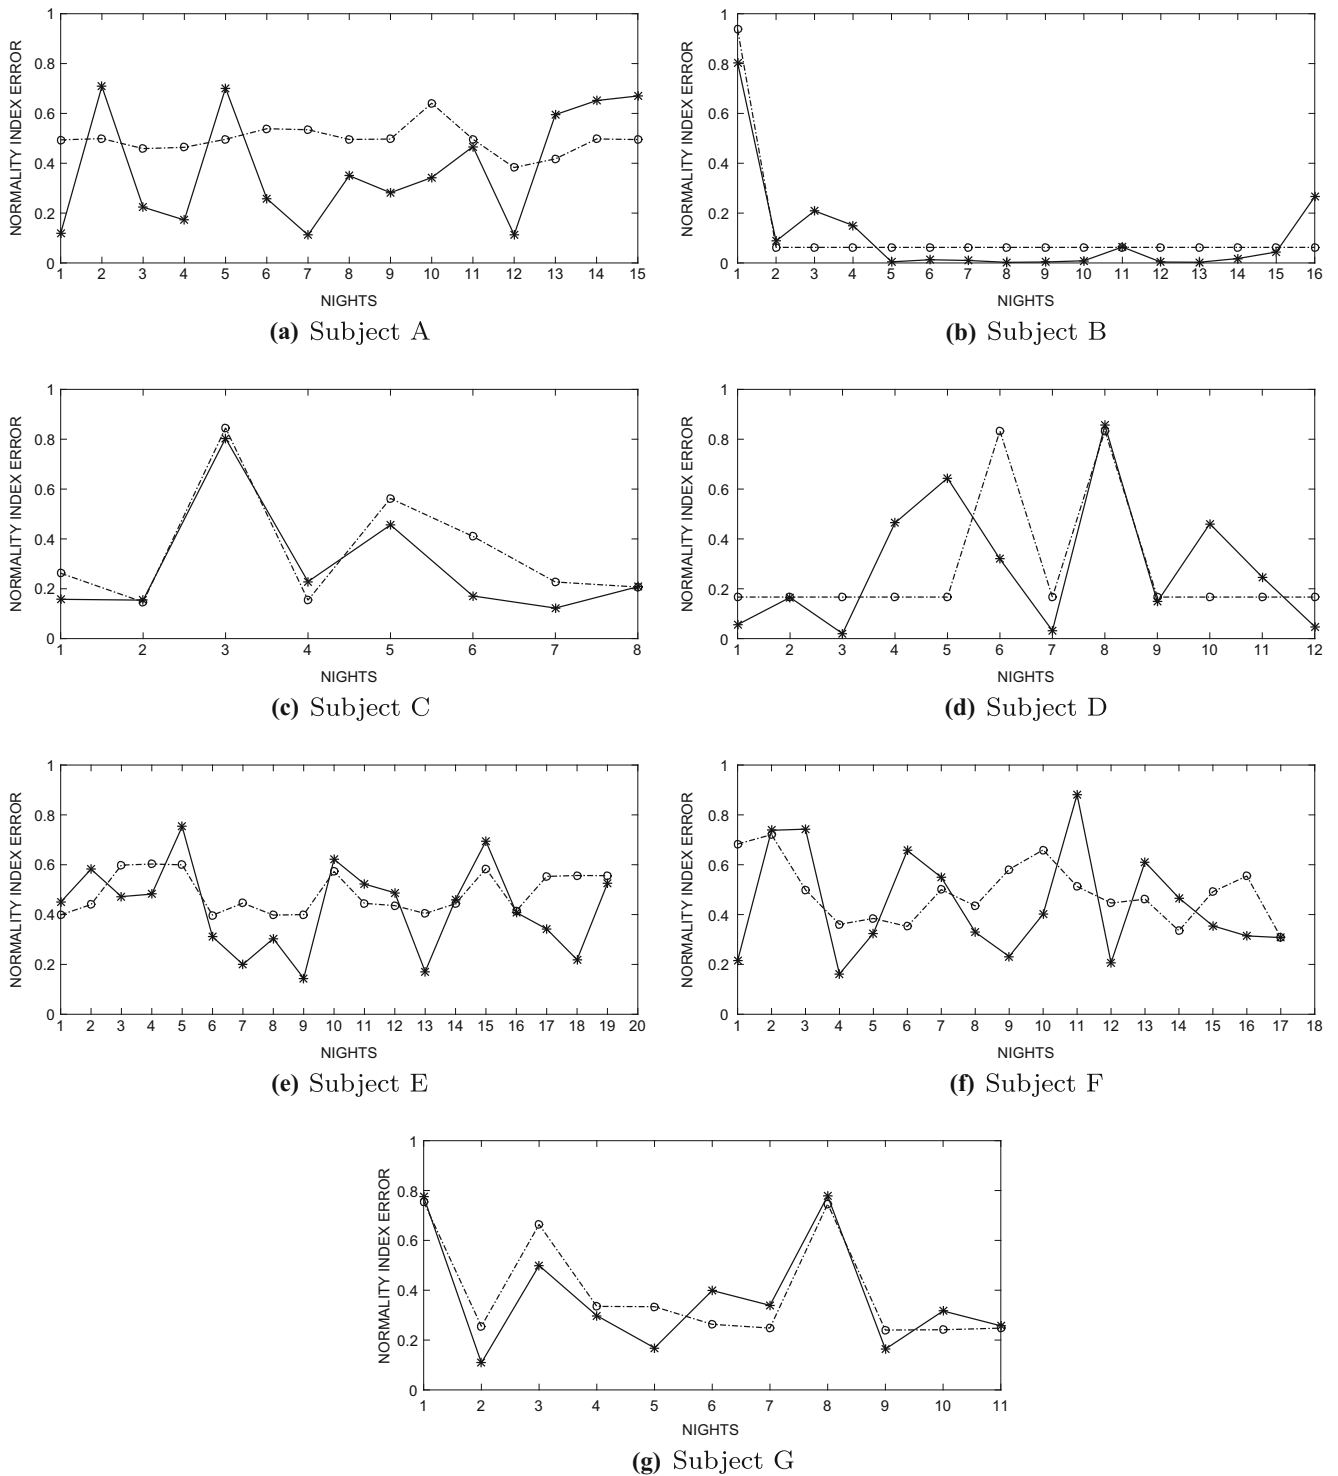 1
0.8
0.6
0.4
0.2
0
NORMALITY INDEX ERROR
1 2 3 4 5 6 7 8 9 10 11 12 13 14 15
NIGHTS
(a) Subject A
1
0.8
0.6
0.4
0.2
0
NORMALITY INDEX ERROR
1 2 3 4 5 6 7 8 9 10 11 12 13 14 15 16
NIGHTS
(b) Subject B
1
0.8
0.6
0.4
0.2
0
NORMALITY INDEX ERROR
1 2 3 4 5 6 7 8
NIGHTS
(c) Subject C
1
0.8
0.6
0.4
0.2
0
NORMALITY INDEX ERROR
1 2 3 4 5 6 7 8 9 10 11 12
NIGHTS
(d) Subject D
1
0.8
0.6
0.4
0.2
0
NORMALITY INDEX ERROR
1 2 3 4 5 6 7 8 9 10 11 12 13 14 15 16 17 18 19 20
NIGHTS
(e) Subject E
1
0.8
0.6
0.4
0.2
0
NORMALITY INDEX ERROR
1 2 3 4 5 6 7 8 9 10 11 12 13 14 15 16 17 18
NIGHTS
(f) Subject F
1
0.8
0.6
0.4
0.2
0
NORMALITY INDEX ERROR
1 2 3 4 5 6 7 8 9 10 11
NIGHTS
(g) Subject G